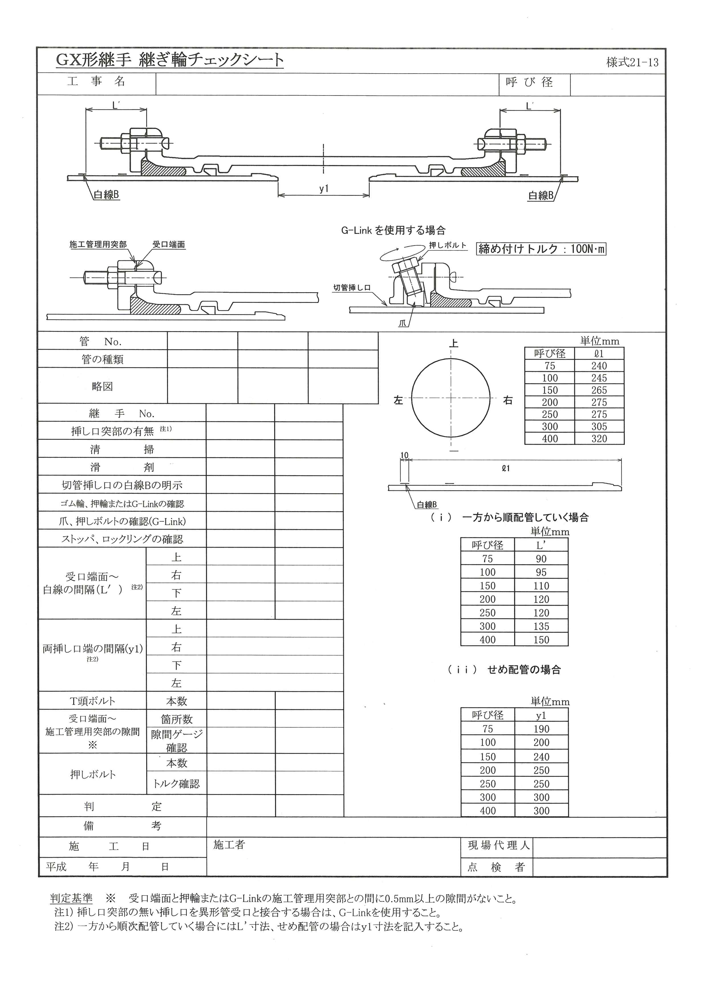 GX形継手 継ぎ輪チェックシート
様式21-13
工 事 名
呼 び 径
L′
L′
白線B
y1
白線B
G-Link を使用する場合
施工管理用突部
受口端面
押しボルト
締め付けトルク：100N･m
切管挿し口
爪
管 No.
管の種類
略図
上
左
右
単位mm
呼び径 ℓ1
75 240
100 245
150 265
200 275
250 275
300 305
400 320
継 手 No.
挿し口突部の有無 注1)
清 掃
滑 剤
切管挿し口の白線Bの明示
ゴム輪、押輪またはG-Linkの確認
爪、押しボルトの確認(G-Link)
ストッパ、ロックリングの確認
10
ℓ1
白線B
受口端面～
白線の間隔(L′ ) 注2)
上
右
下
左
両挿し口端の間隔(y1)
注2)
上
右
下
左
T頭ボルト 本数
受口端面～
施工管理用突部の隙間
※
箇所数
隙間ゲージ
確認
押しボルト
本数
トルク確認
判 定
(ⅰ) 一方から順配管していく場合
単位mm
呼び径 L’
75 90
100 95
150 110
200 120
250 120
300 135
400 150
(ⅱ) せめ配管の場合
単位mm
呼び径 y1
75 190
100 200
150 240
200 250
250 250
300 300
400 300
備 考
施 工 日
平成 年 月 日
施工者
現場代理人
点 検 者
判定基準 ※ 受口端面と押輪またはG-Linkの施工管理用突部との間に0.5mm以上の隙間がないこと。
注1) 挿し口突部の無い挿し口を異形管受口と接合する場合は、G-Linkを使用すること。
注2) 一方から順次配管していく場合にはL’寸法、せめ配管の場合はy1寸法を記入すること。